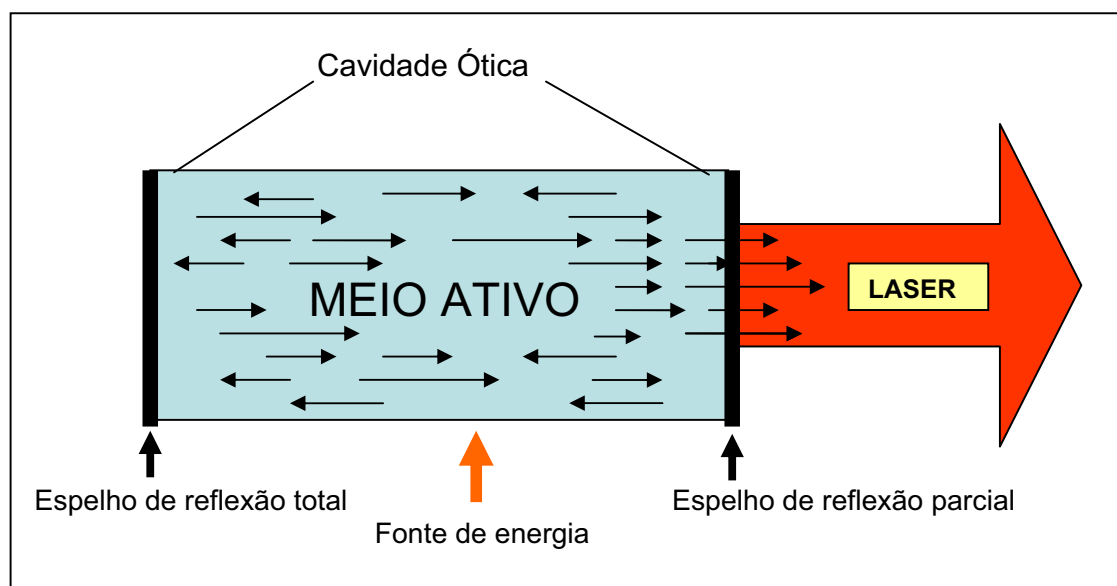 Cavidade Ótica
MEIO ATIVO
LASER
Espelho de reflexão total
Espelho de reflexão parcial
Fonte de energia